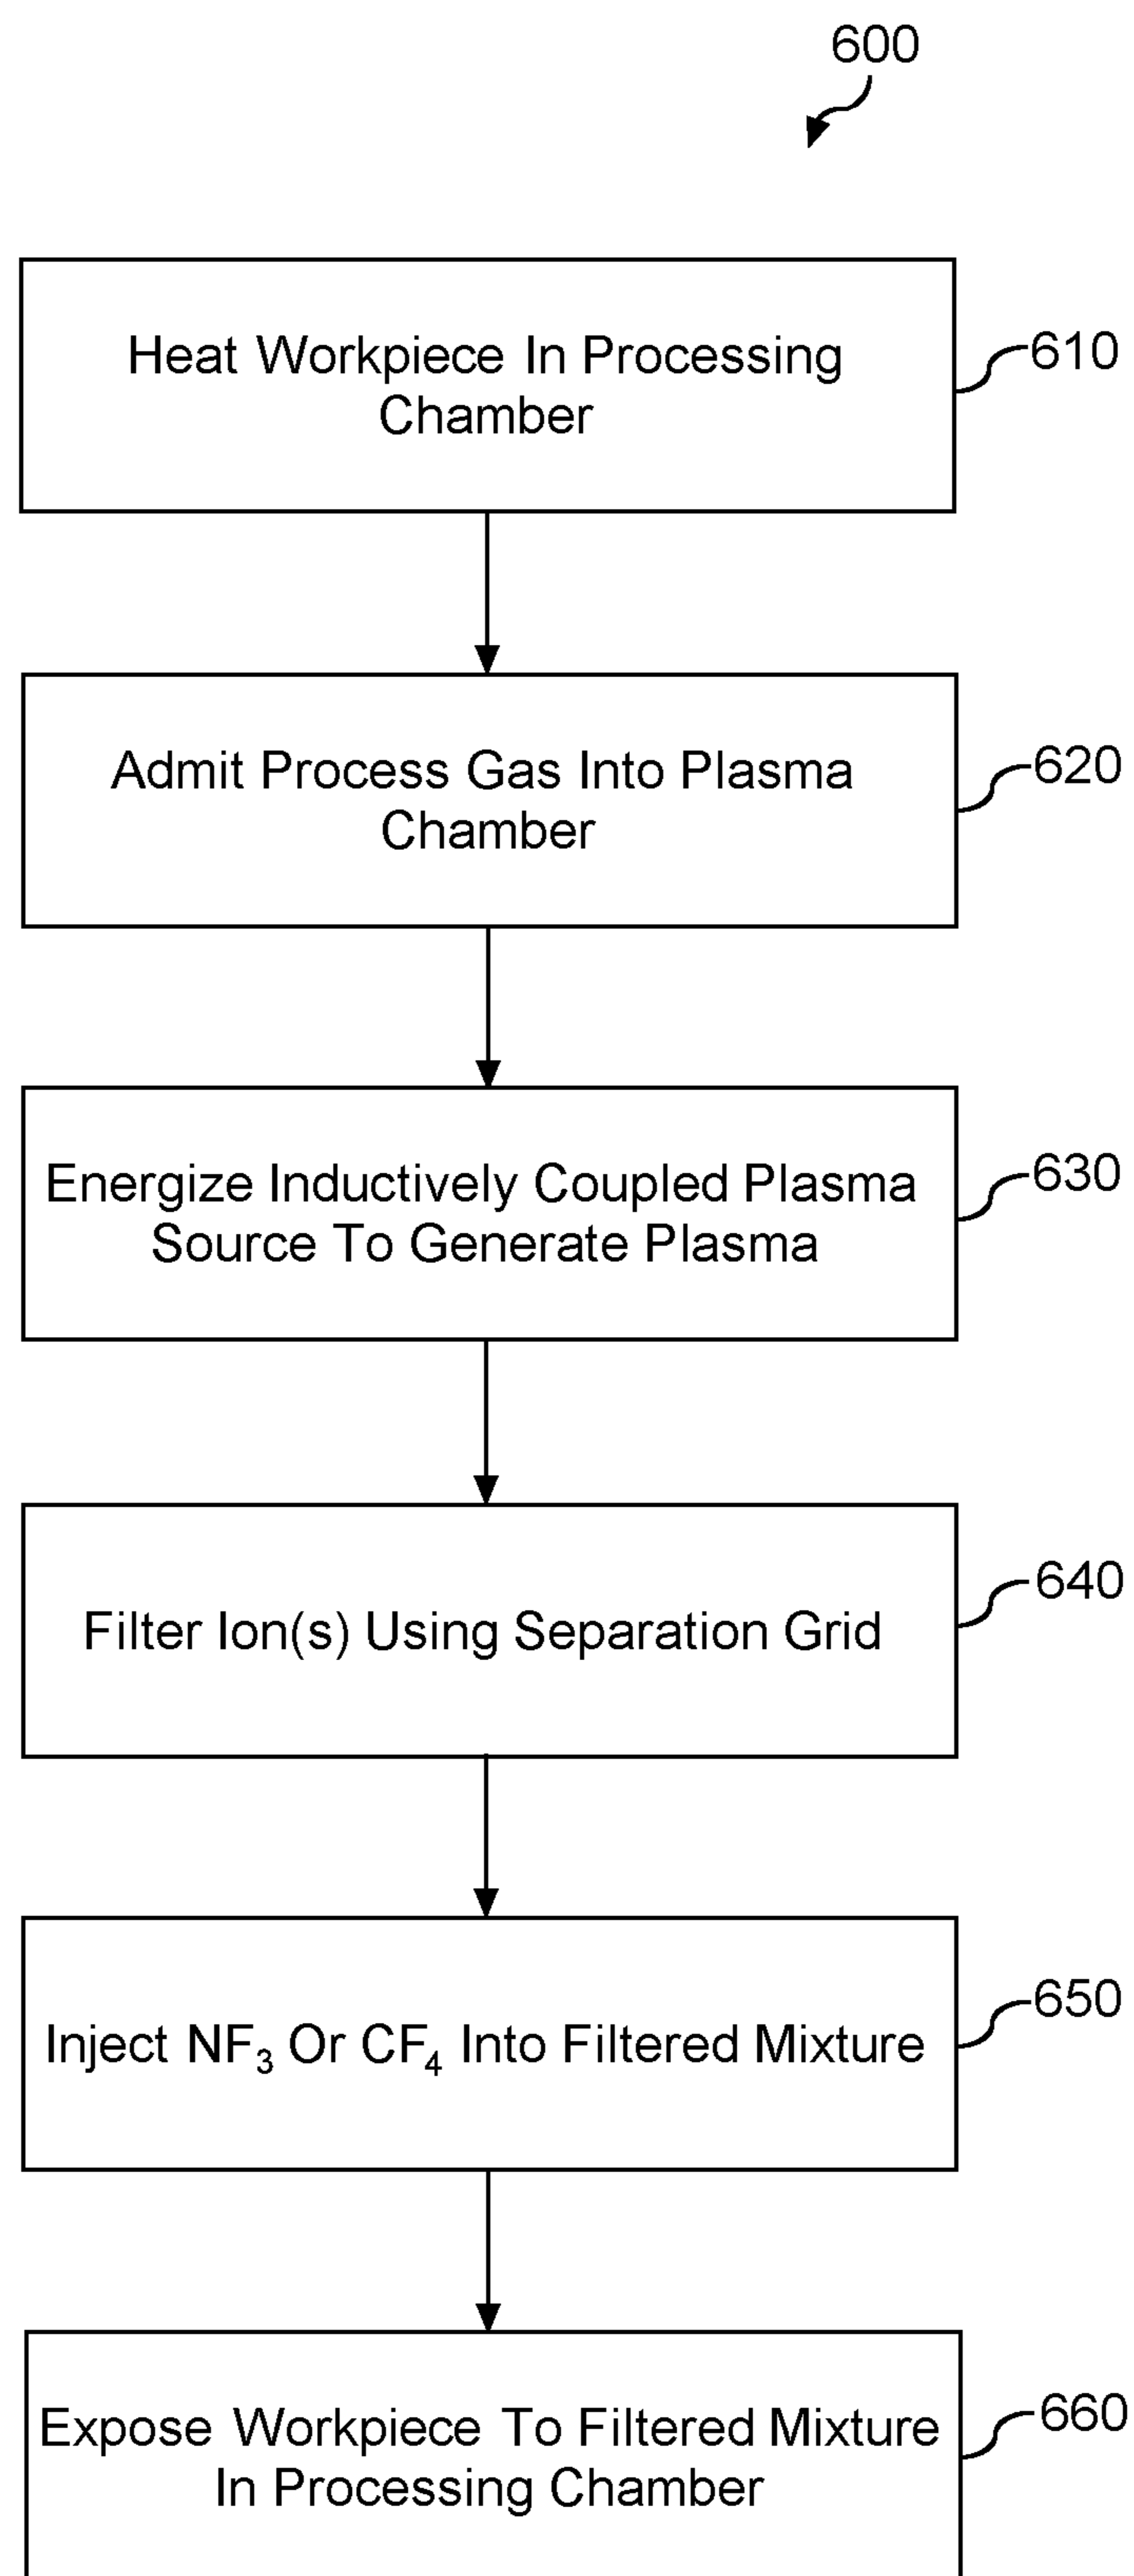 600
Heat Workpiece In Processing
Chamber
610
Admit Process Gas Into Plasma
Chamber
620
Energize Inductively Coupled Plasma
Source To Generate Plasma
630
Filter Ion(s) Using Separation Grid
640
Inject NF₃ Or CF₄ Into Filtered Mixture
650
Expose Workpiece To Filtered Mixture
In Processing Chamber
660